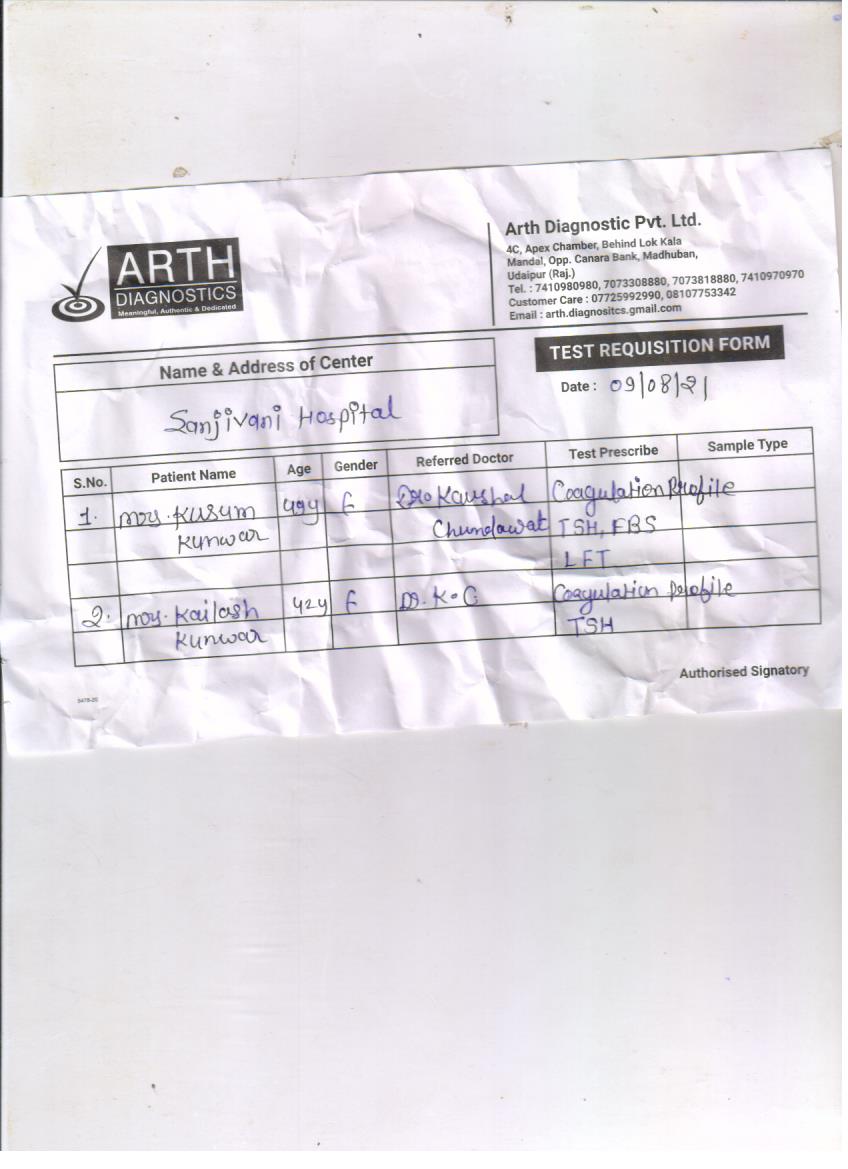 ARTH
DIAGNOSTICS
Meaningful, Authentic & Dedicated
Arth Diagnostic Pvt. Ltd.
4C, Apex Chamber, Behind Lok Kala
Mandal, Opp. Canara Bank, Madhuban,
Udaipur (Raj.)
Tel. : 7410980980, 7073308880, 7073818880, 7410970970
Customer Care : 07725992990, 08107753342
Email : arth.diagnositcs.gmail.com
Name & Address of Center
TEST REQUISITION FORM
Sanjivani Hospital
Date : 09/08/21
S.No. Patient Name Age Gender Referred Doctor Test Prescribe Sample Type
1. Mrs. Kusum 49y F Dr. Kaushal Coagulation Profile
Kunwar Chundawat TSH, FBS
LFT
2. Mrs. Kailash 42y F Dr. K.C Coagulation Profile
Kunwar TSH
Authorised Signatory